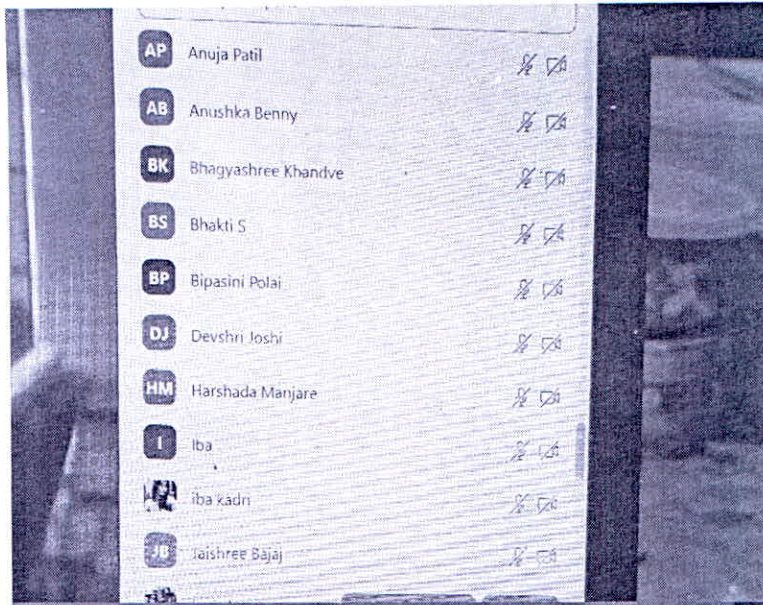 AP Anuja Patil
AB Anushka Benny
BK Bhagyashree Khandve
BS Bhakti S
BP Bipasini Polai
DJ Devshri Joshi
HM Harshada Manjare
I Iba
iba kadri
JB Jaishree Bajaj